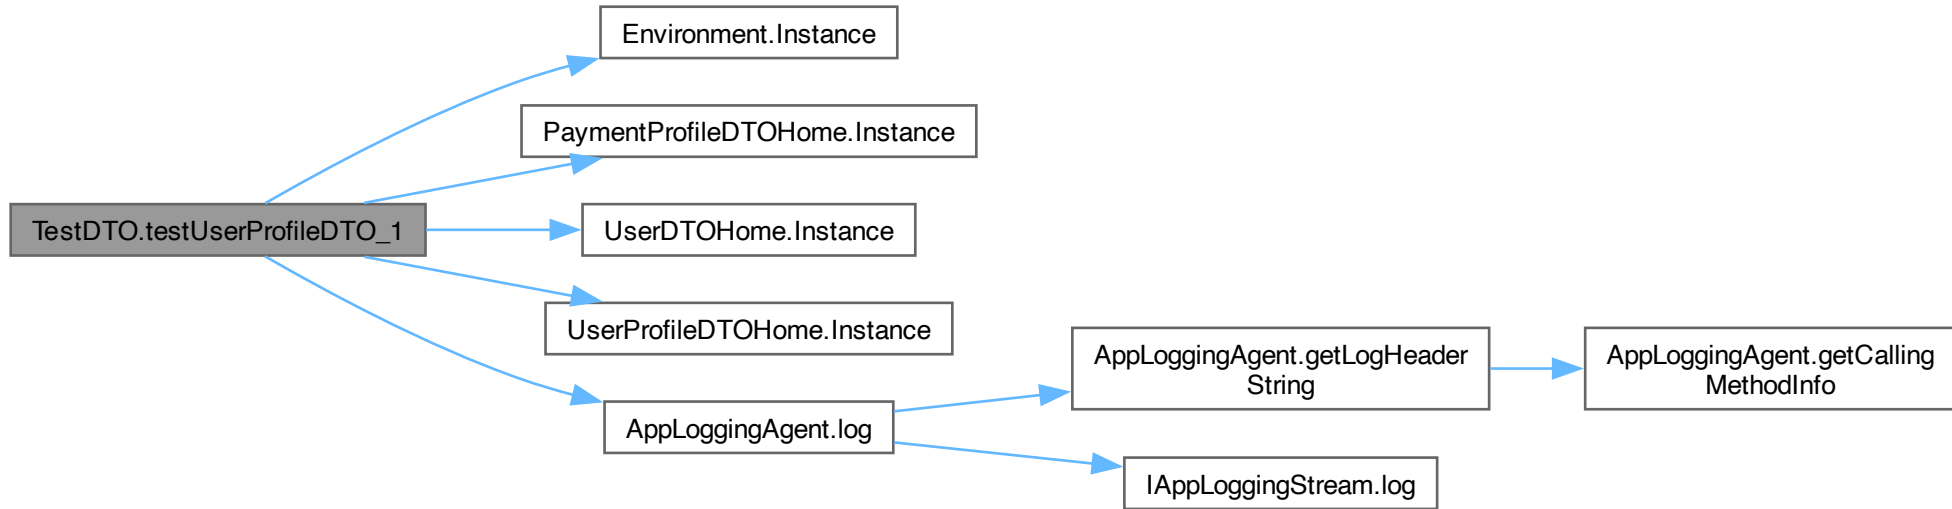 Environment.Instance
PaymentProfileDTOHome.Instance
TestDTO.testUserProfileDTO_1
UserDTOHome.Instance
UserProfileDTOHome.Instance
AppLoggingAgent.log
AppLoggingAgent.getLogHeader
String
AppLoggingAgent.getCalling
MethodInfo
IAppLoggingStream.log